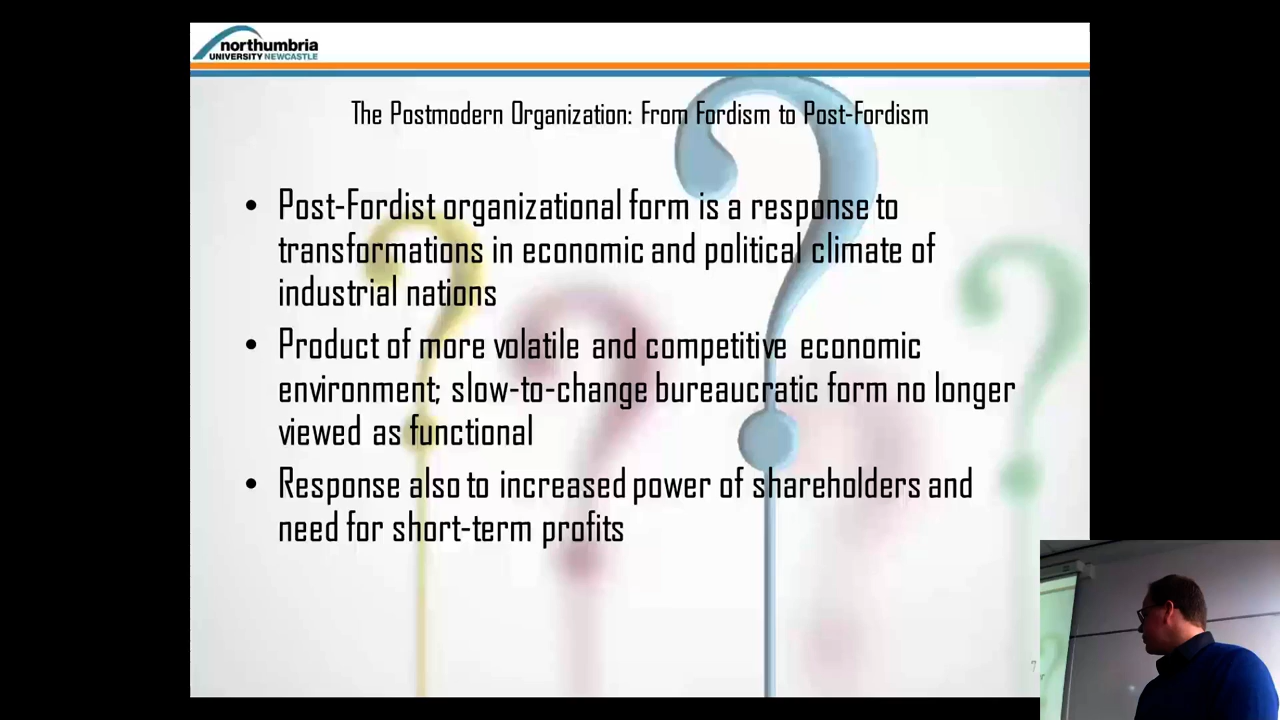 northumbria
UNIVERSITY NEWCASTLE
The Postmodern Organization: From Fordism to Post-Fordism
• Post-Fordist organizational form is a response to
transformations in economic and political climate of
industrial nations
• Product of more volatile and competitive economic
environment; slow-to-change bureaucratic form no longer
viewed as functional
• Response also to increased power of shareholders and
need for short-term profits
7